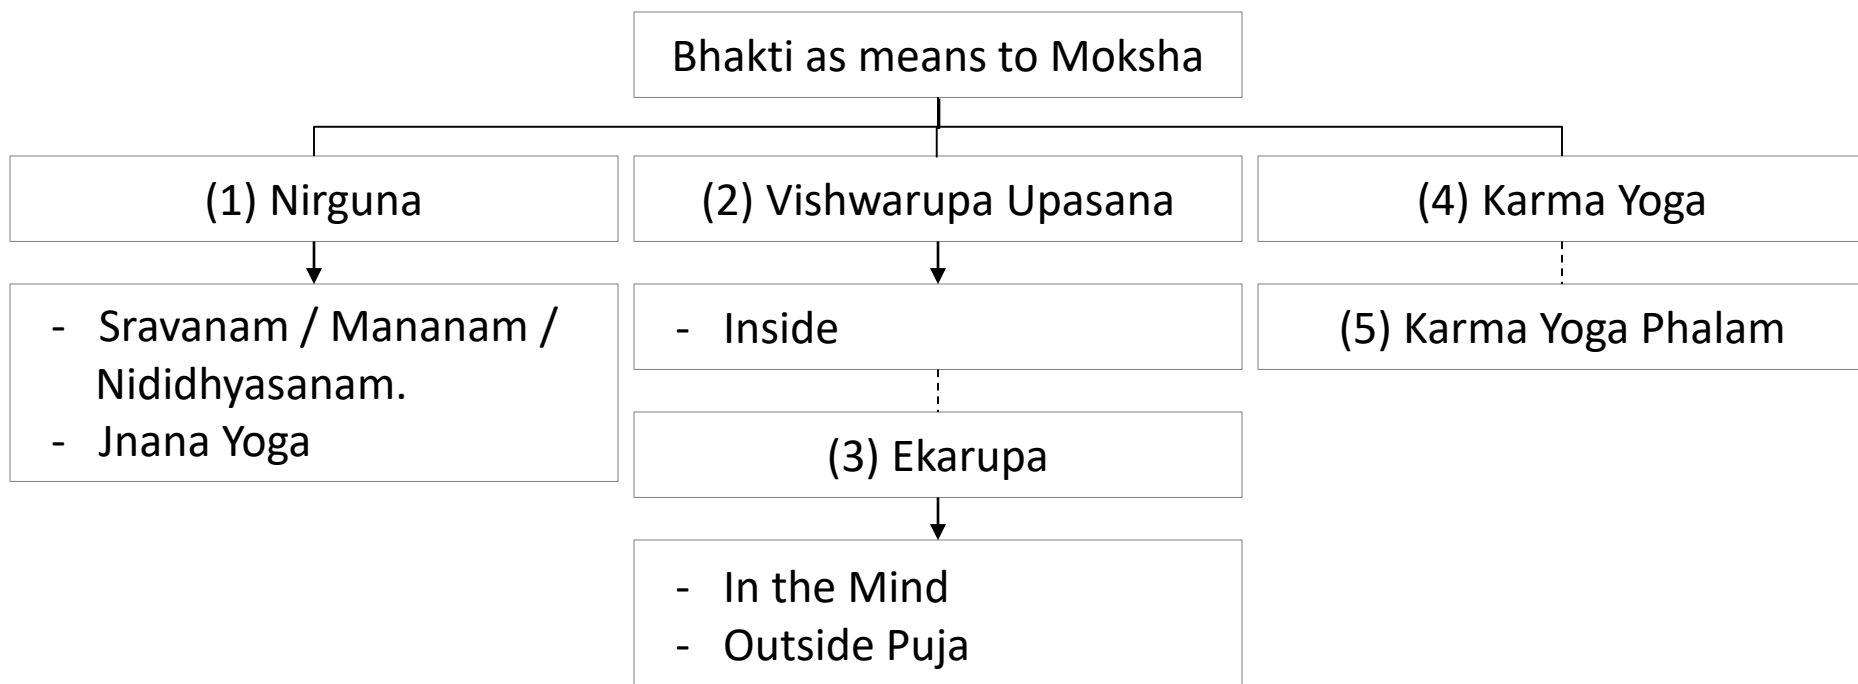 Bhakti as means to Moksha
(1) Nirguna
(2) Vishwarupa Upasana
(4) Karma Yoga
- Sravanam / Mananam /
Nididhyasanam.
- Jnana Yoga
- Inside
(5) Karma Yoga Phalam
(3) Ekarupa
- In the Mind
- Outside Puja